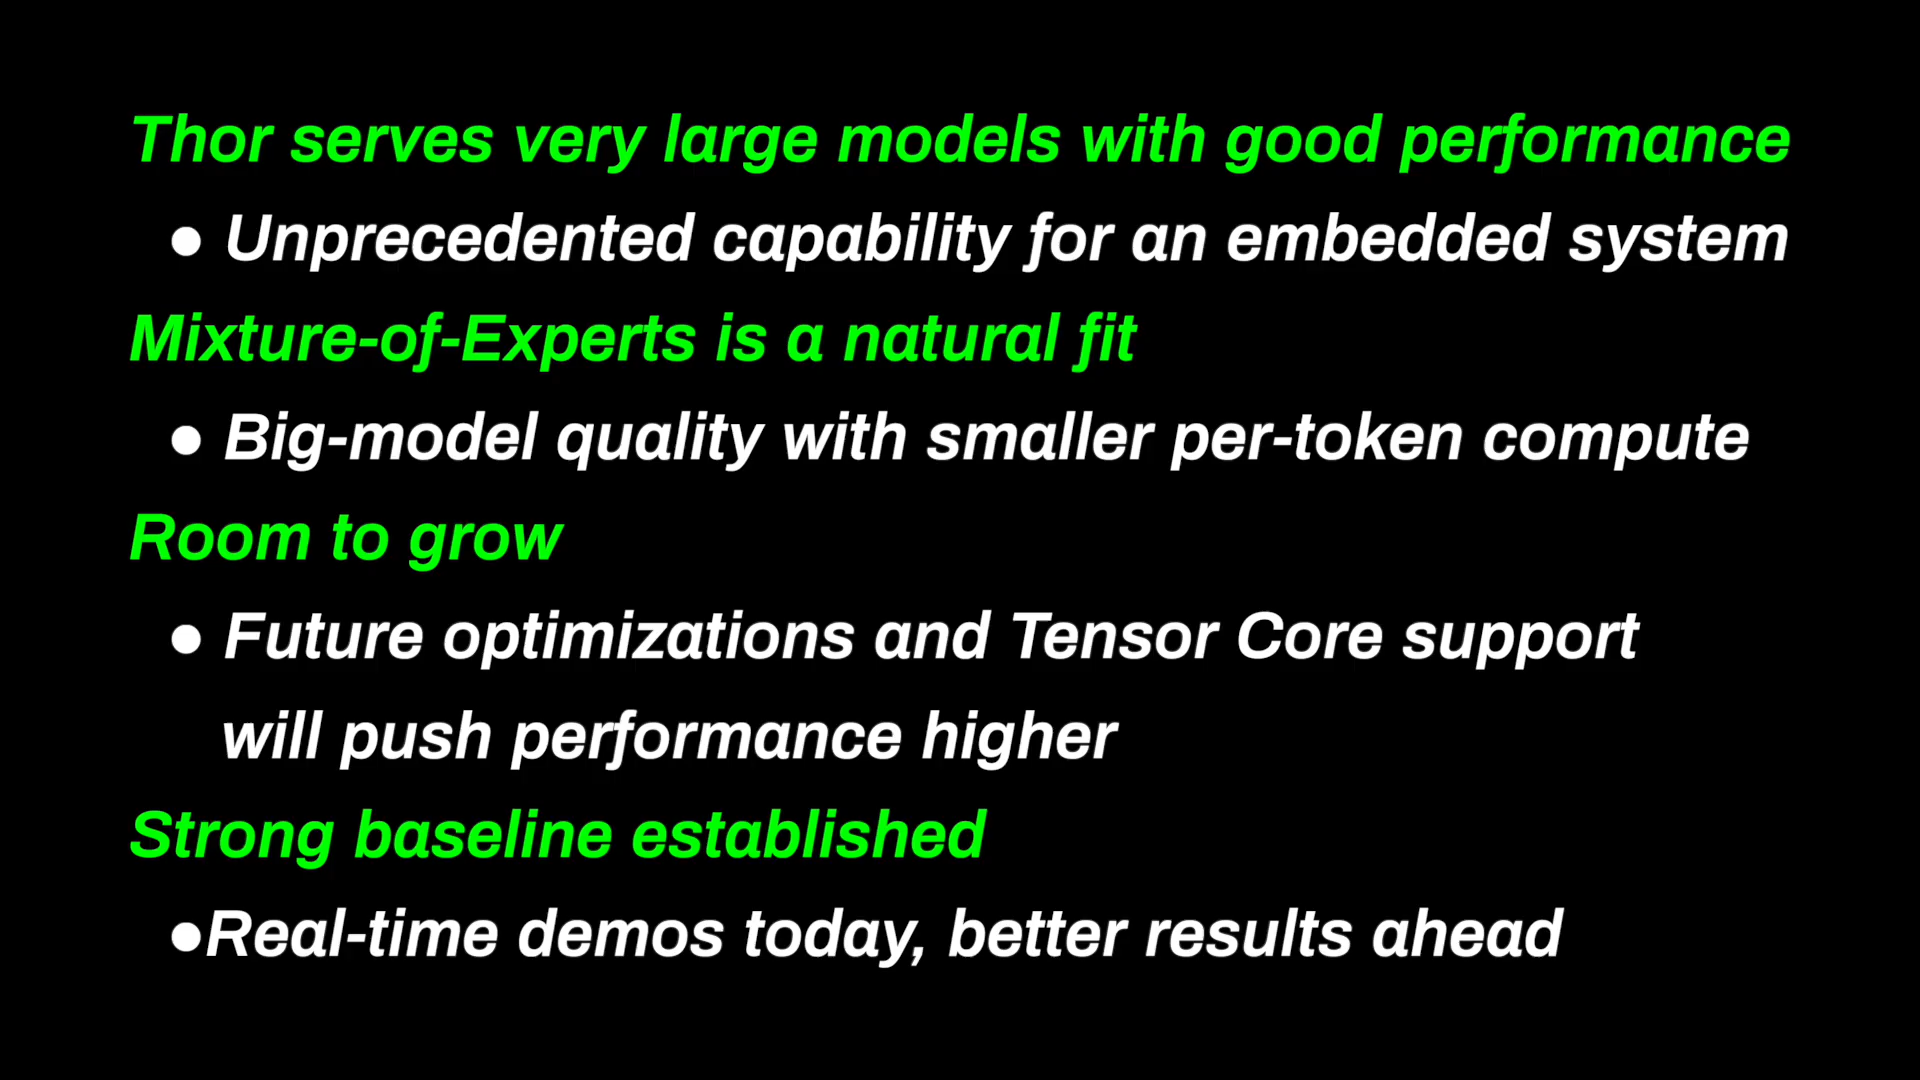 Thor serves very large models with good performance
● Unprecedented capability for an embedded system
Mixture-of-Experts is a natural fit
● Big-model quality with smaller per-token compute
Room to grow
● Future optimizations and Tensor Core support
will push performance higher
Strong baseline established
●Real-time demos today, better results ahead